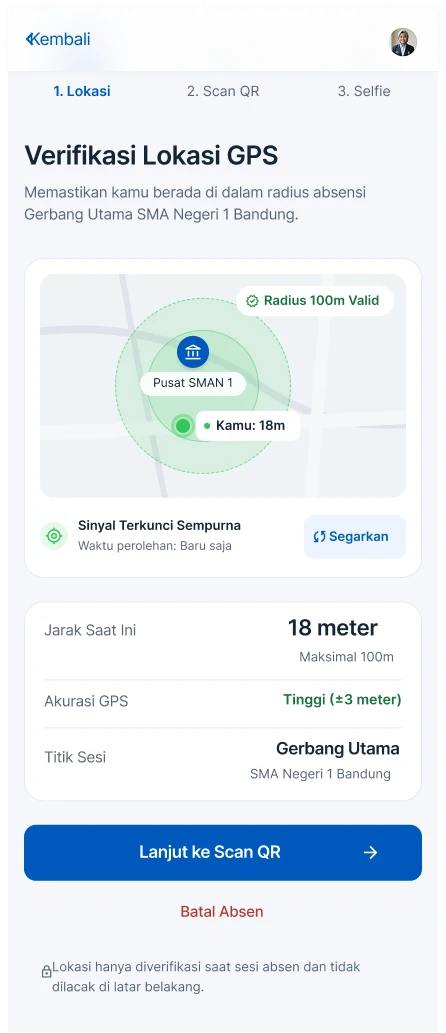 Kembali
1. Lokasi
2. Scan QR
3. Selfie
Verifikasi Lokasi GPS
Memastikan kamu berada di dalam radius absensi
Gerbang Utama SMA Negeri 1 Bandung.
Radius 100m Valid
Pusat SMAN 1
Kamu: 18m
Sinyal Terkunci Sempurna
Waktu perolehan: Baru saja
Segarkan
Jarak Saat Ini
18 meter
Maksimal 100m
Akurasi GPS
Tinggi (±3 meter)
Titik Sesi
Gerbang Utama
SMA Negeri 1 Bandung
Lanjut ke Scan QR
Batal Absen
Lokasi hanya diverifikasi saat sesi absen dan tidak
dilacak di latar belakang.